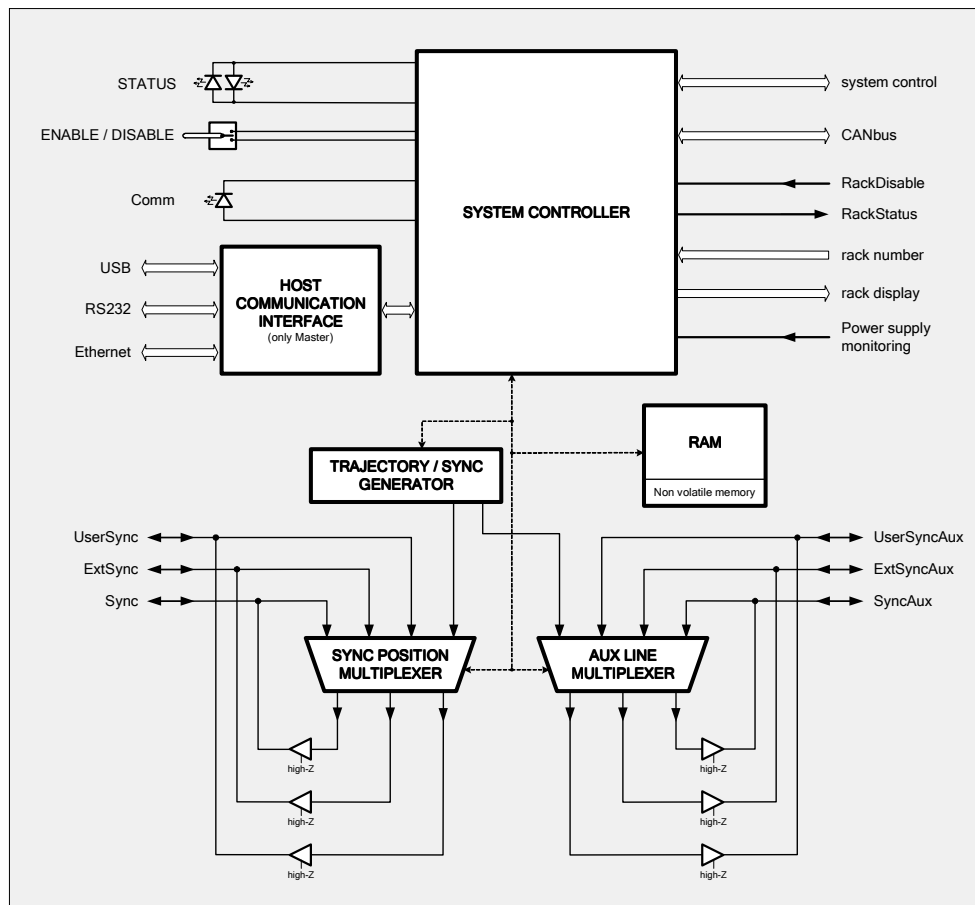 STATUS
ENABLE / DISABLE
Comm
SYSTEM CONTROLLER
system control
CANbus
RackDisable
RackStatus
rack number
rack display
Power supply
monitoring
USB
RS232
Ethernet
HOST
COMMUNICATION
INTERFACE
(only Master)
TRAJECTORY / SYNC
GENERATOR
RAM
Non volatile memory
UserSync
ExtSync
Sync
UserSyncAux
ExtSyncAux
SyncAux
SYNC POSITION
MULTIPLEXER
AUX LINE
MULTIPLEXER
high-Z
high-Z
high-Z
high-Z
high-Z
high-Z